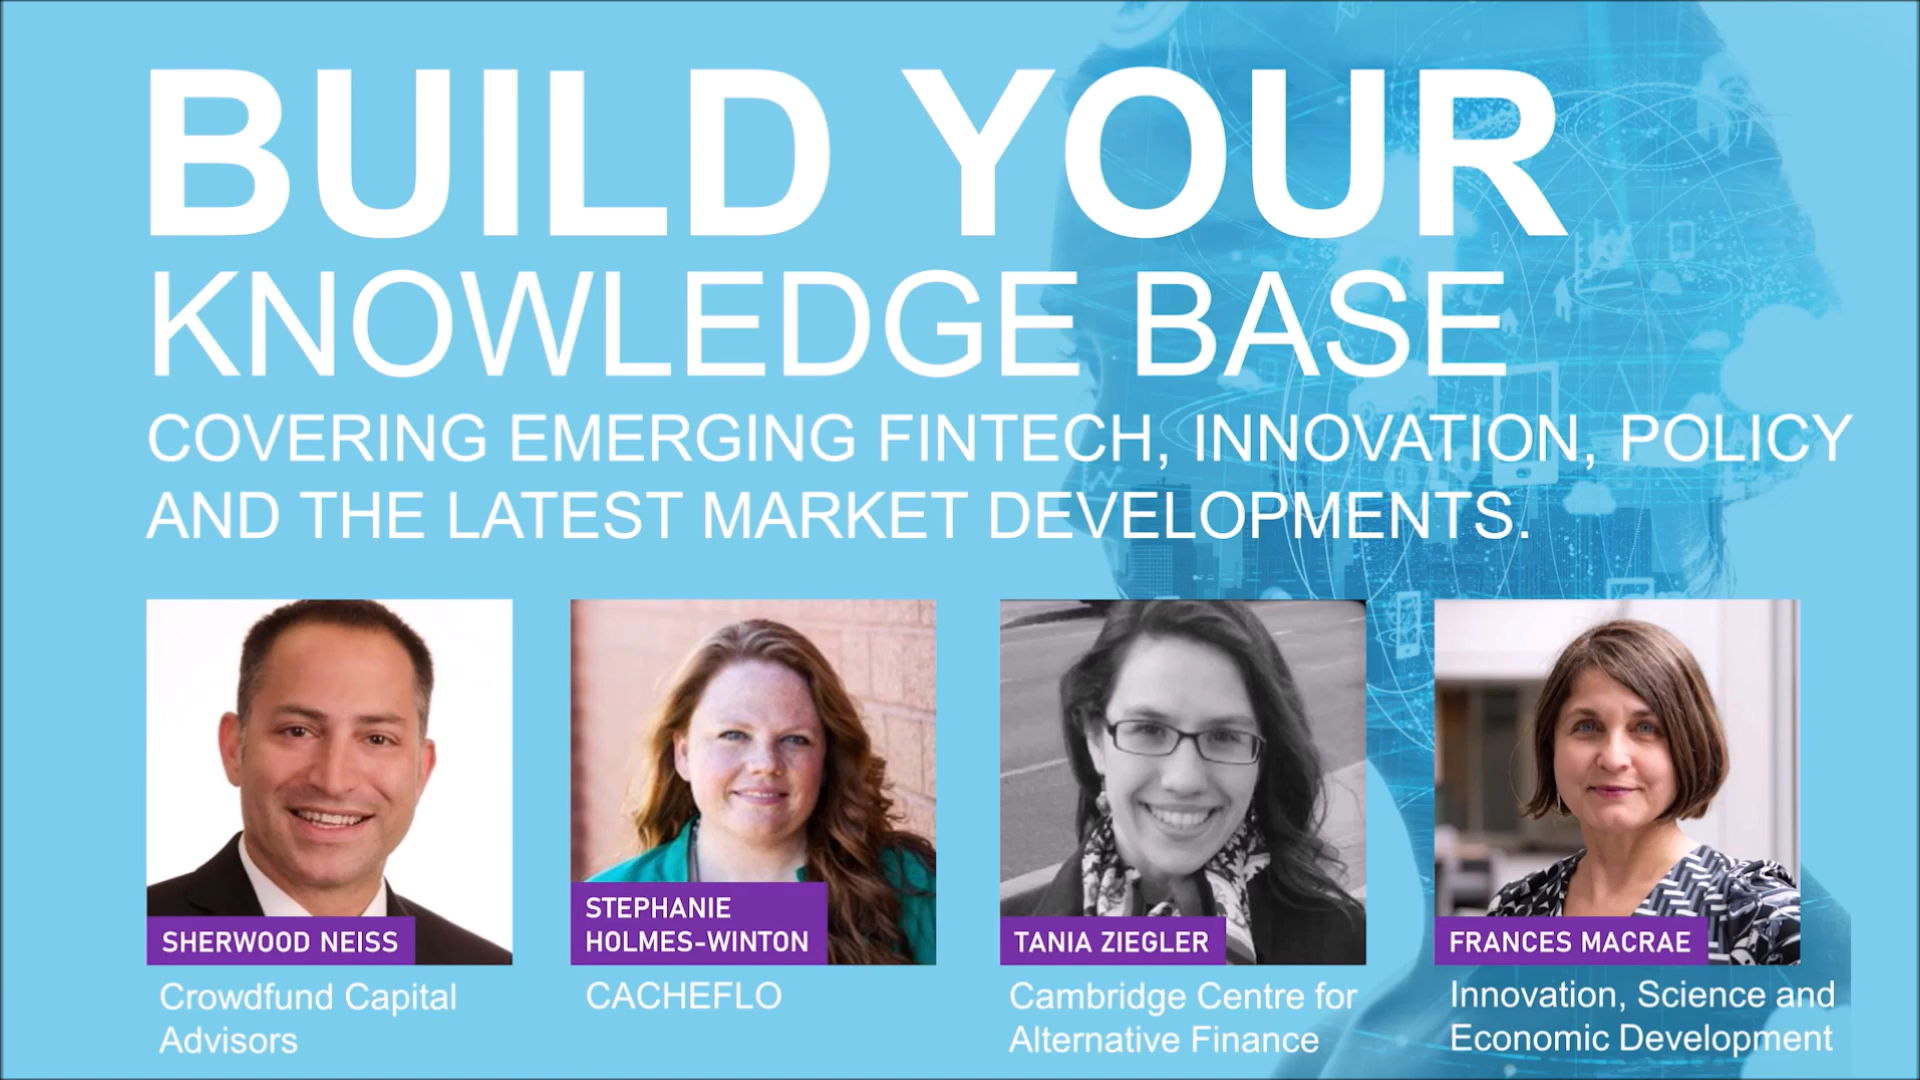 BUILD YOUR
KNOWLEDGE BASE
COVERING EMERGING FINTECH, INNOVATION, POLICY
AND THE LATEST MARKET DEVELOPMENTS.
SHERWOOD NEISS
Crowdfund Capital
Advisors
STEPHANIE
HOLMES-WINTON
CACHEFLO
TANIA ZIEGLER
Cambridge Centre for
Alternative Finance
FRANCES MACRAE
Innovation, Science and
Economic Development